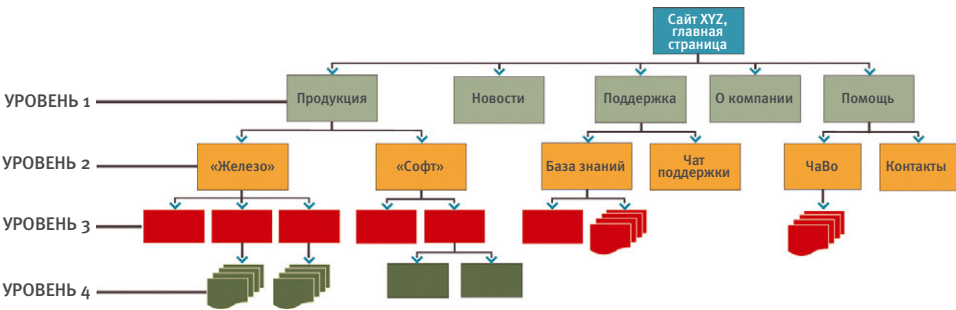 Сайт XYZ,
главная
страница
УРОВЕНЬ 1
Продукция
Новости
Поддержка
О компании
Помощь
УРОВЕНЬ 2
«Железо»
«Софт»
База знаний
Чат
поддержки
ЧаВо
Контакты
УРОВЕНЬ 3
УРОВЕНЬ 4